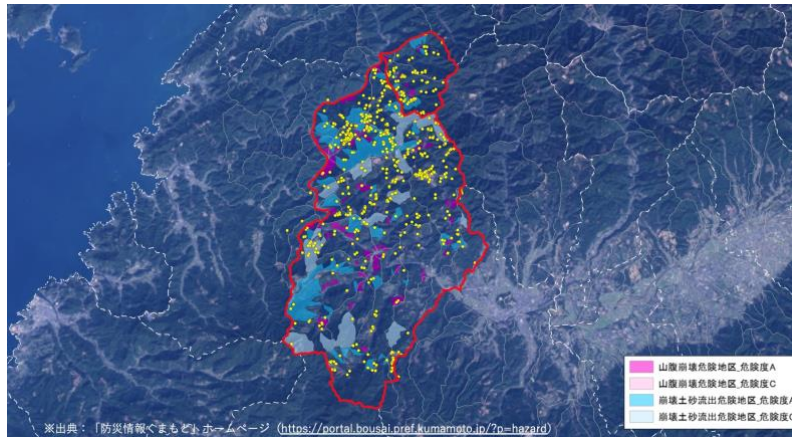 山腹崩壊危険地区_危険度A
山腹崩壊危険地区_危険度C
崩壊土砂流出危険地区_危険度A
崩壊土砂流出危険地区_危険度C
※出典：「防災情報くまもと」ホームページ（https://portal.bousai.pref.kumamoto.jp/?p=hazard）